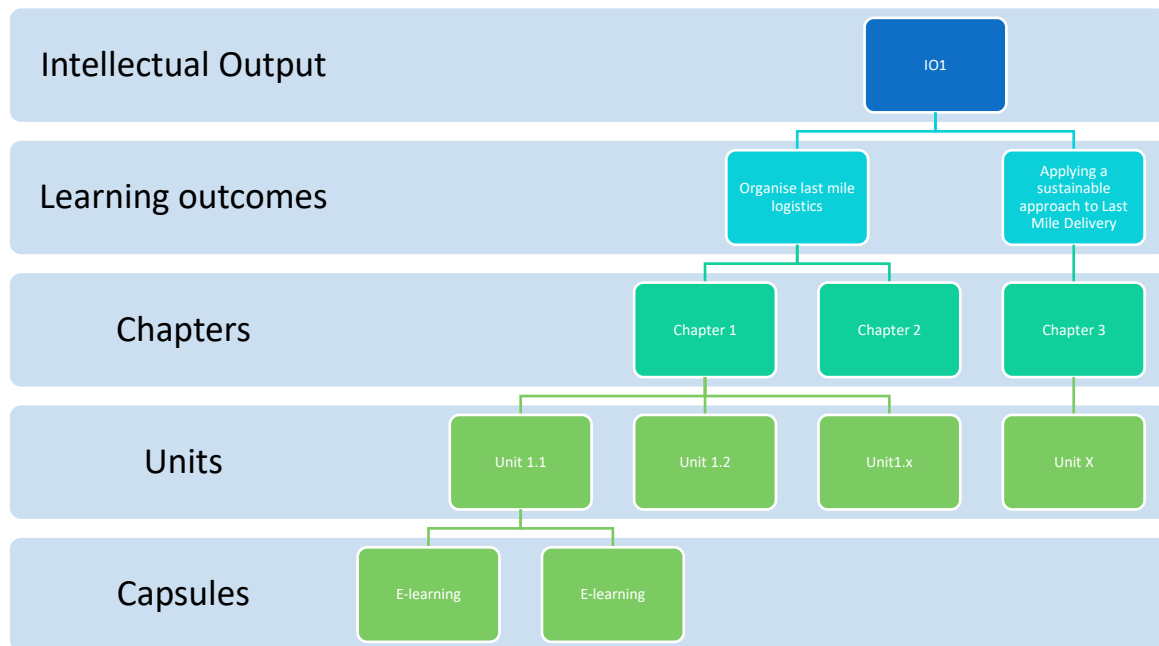 Intellectual Output
IO1
Learning outcomes
Organise last mile
logistics
Applying a
sustainable
approach to Last
Mile Delivery
Chapters
Chapter 1
Chapter 2
Chapter 3
Units
Unit 1.1
Unit 1.2
Unit1.x
Unit X
Capsules
E-learning
E-learning